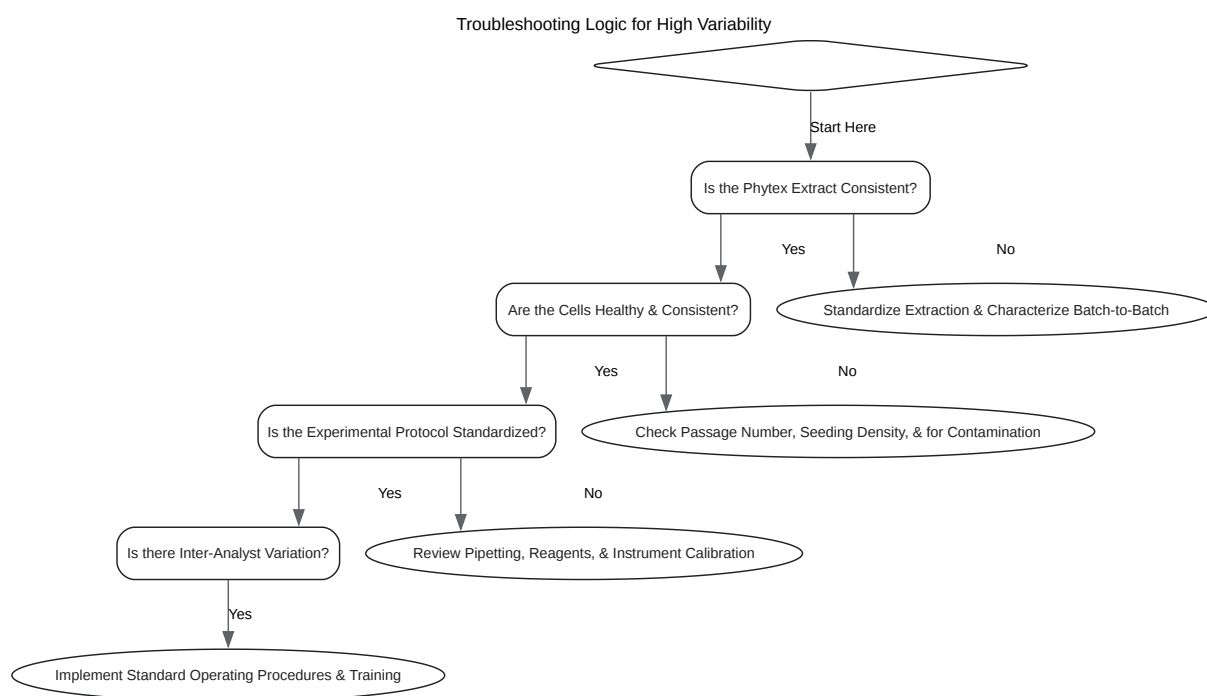 Troubleshooting Logic for High Variability
Start Here
Is the Phytex Extract Consistent?
Yes
No
Are the Cells Healthy & Consistent?
Standardize Extraction & Characterize Batch-to-Batch
Yes
No
Is the Experimental Protocol Standardized?
Check Passage Number, Seeding Density, & for Contamination
Yes
No
Is there Inter-Analyst Variation?
Review Pipetting, Reagents, & Instrument Calibration
Yes
Implement Standard Operating Procedures & Training